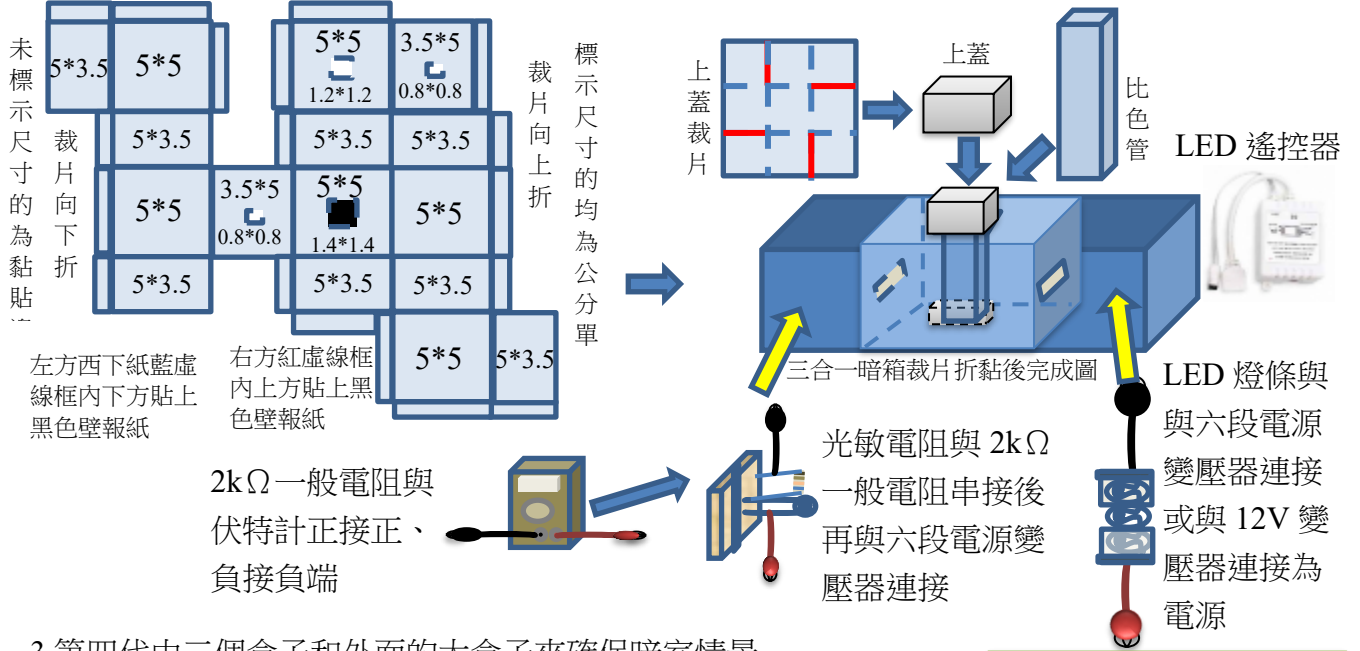 未標示尺寸的為黏貼
裁片向下折
5*3.5
5*5
5*3.5
5*5
3.5*5
0.8*0.8
5*3.5
左方西下紙藍虛
線框內下方貼上
黑色壁報紙
5*5
1.2*1.2
3.5*5
0.8*0.8
5*3.5
5*3.5
5*5
1.4*1.4
5*5
5*3.5
5*3.5
5*5
5*3.5
右方紅虛線框
內上方貼上黑
色壁報紙
裁片向上折
標示尺寸的均為公分單
上蓋裁片
上蓋
比色管
LED 遙控器
三合一暗箱裁片折黏後完成圖
2kΩ一般電阻與
伏特計正接正、
負接負端
光敏電阻與 2kΩ
一般電阻串接後
再與六段電源變
壓器連接
LED 燈條與
與六段電源
變壓器連接
或與 12V 變
壓器連接為
電源